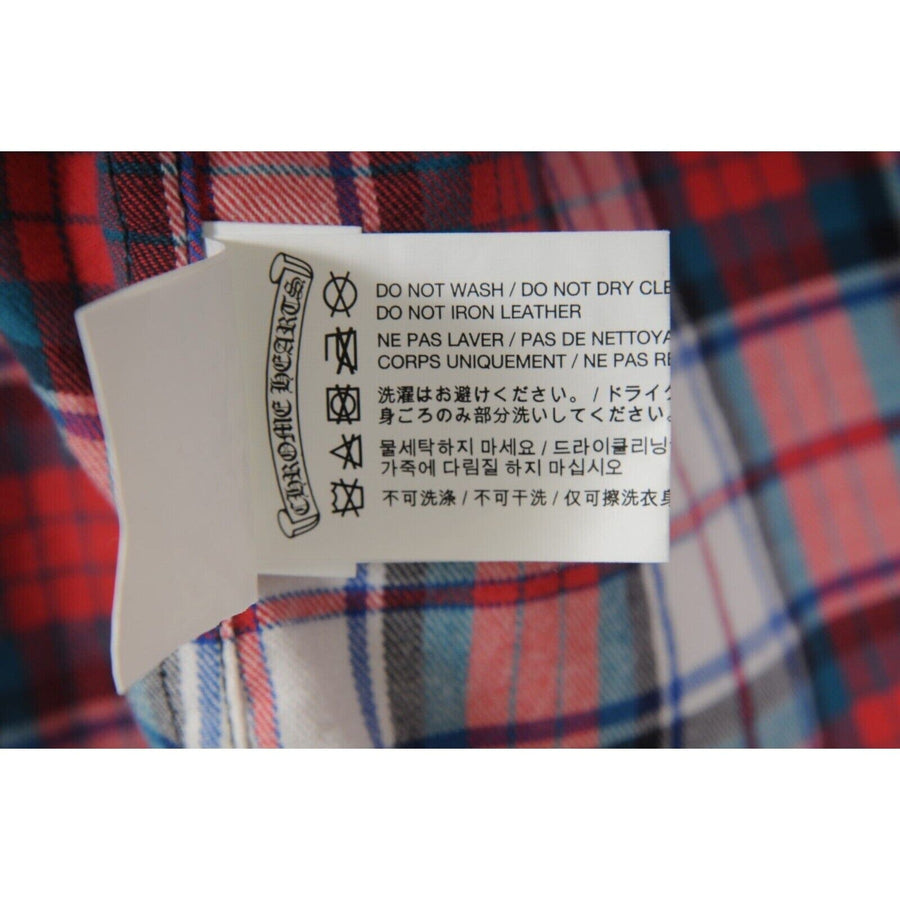 CHROME HEARTS
DO NOT WASH / DO NOT DRY CLE
DO NOT IRON LEATHER
NE PAS LAVER / PAS DE NETTOYA
CORPS UNIQUEMENT / NE PAS RE
洗濯はお避けください。 / ドライク
身ごろのみ部分洗いしてください。
물세탁하지 마세요 / 드라이클리닝
가죽에 다림질 하지 마십시오
不可洗涤 / 不可干洗 / 仅可擦洗衣身